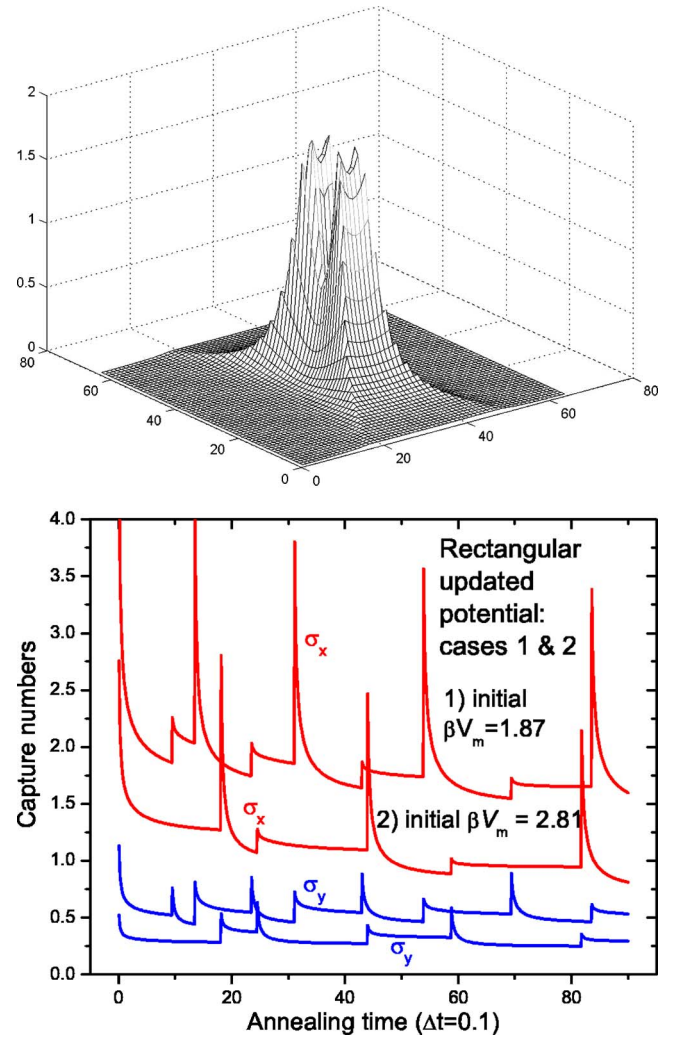 2
1.5
1
0.5
0
80
60
40
20
0
0
20
40
60
80
4.0
3.5
3.0
2.5
2.0
1.5
1.0
0.5
0.0
Capture numbers
Rectangular
updated
potential:
cases 1 & 2
σx
1) initial
βVm=1.87
σx
2) initial βVm = 2.81
σy
σy
0 20 40 60 80
Annealing time (Δt=0.1)